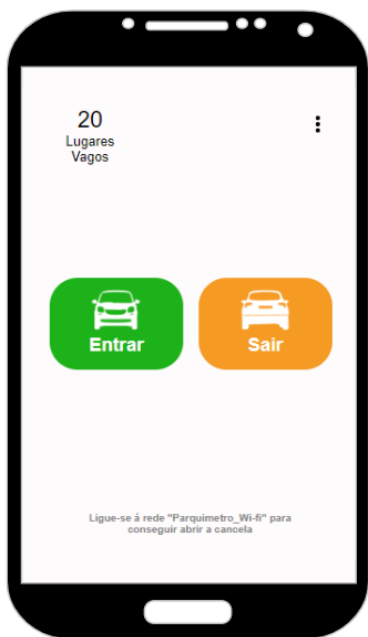 20
Lugares
Vagos
Entrar
Sair
Ligue-se á rede "Parquimetro_Wi-fi" para
conseguir abrir a cancela